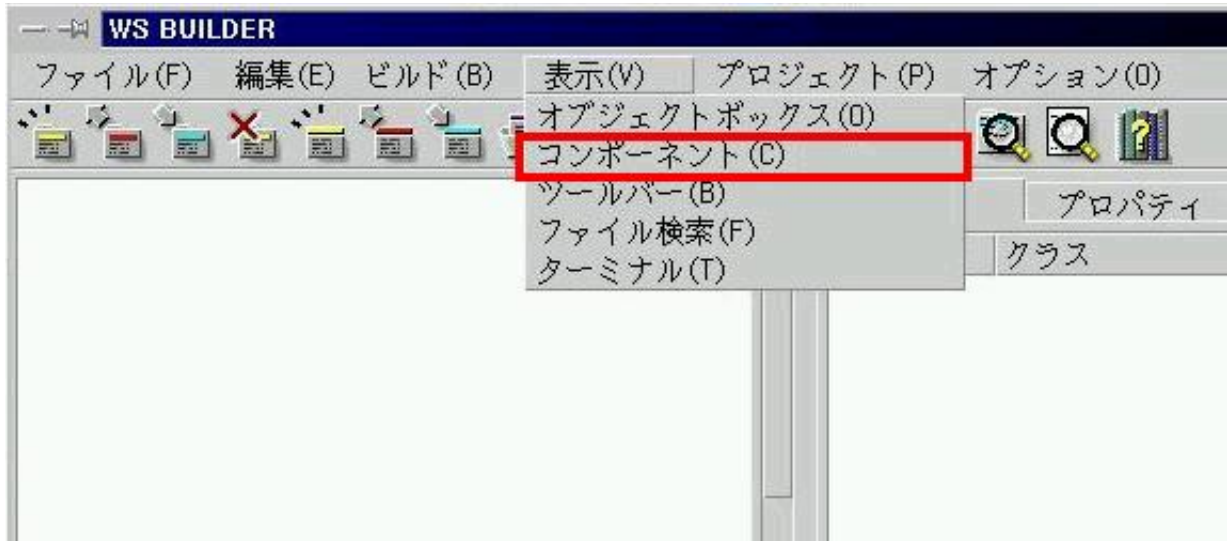 WS BUILDER
ファイル(F) 編集(E) ビルド(B) 表示(V) プロジェクト(P) オプション(O)
オブジェクトボックス(O)
コンポーネント(C)
ツールバー(B)
ファイル検索(F)
ターミナル(T)
プロパティ
クラス